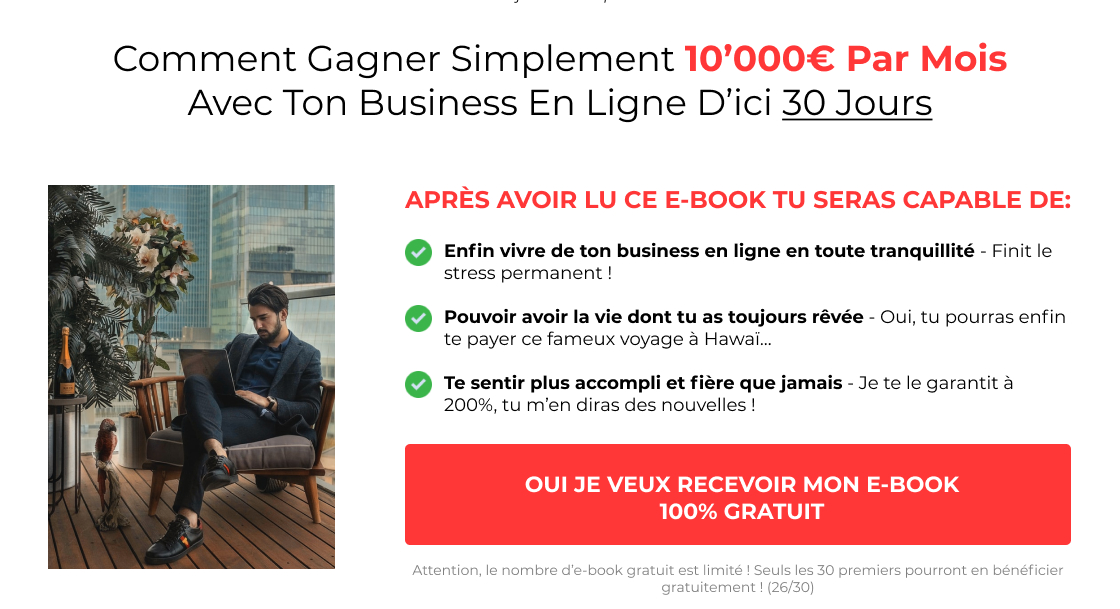 Comment Gagner Simplement 10’000€ Par Mois
Avec Ton Business En Ligne D’ici 30 Jours
APRÈS AVOIR LU CE E-BOOK TU SERAS CAPABLE DE:
Enfin vivre de ton business en ligne en toute tranquillité - Finit le
stress permanent !
Pouvoir avoir la vie dont tu as toujours rêvée - Oui, tu pourras enfin
te payer ce fameux voyage à Hawaï...
Te sentir plus accompli et fière que jamais - Je te le garantit à
200%, tu m’en diras des nouvelles !
OUI JE VEUX RECEVOIR MON E-BOOK
100% GRATUIT
Attention, le nombre d’e-book gratuit est limité ! Seuls les 30 premiers pourront en bénéficier
gratuitement ! (26/30)